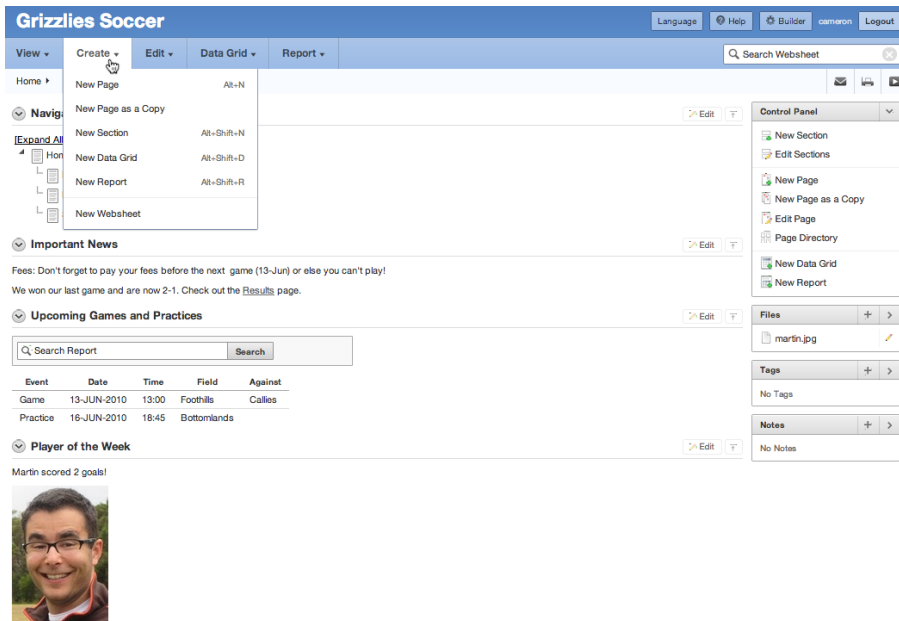 Grizzlies Soccer
Language Help Builder cameron Logout
View Create Edit Data Grid Report Search Websheet
Home
New Page Alt+N
New Page as a Copy
New Section Alt+Shift+N
New Data Grid Alt+Shift+D
New Report Alt+Shift+R
New Websheet
Edit
[Expand All
Important News Edit
Fees: Don't forget to pay your fees before the next game (13-Jun) or else you can't play!
We won our last game and are now 2-1. Check out the Results page.
Upcoming Games and Practices Edit
Search Report Search
Event Date Time Field Against
Game 13-JUN-2010 13:00 Foothills Callies
Practice 16-JUN-2010 18:45 Bottomlands
Player of the Week Edit
Martin scored 2 goals!
Control Panel
New Section
Edit Sections
New Page
New Page as a Copy
Edit Page
Page Directory
New Data Grid
New Report
Files
martin.jpg
Tags
No Tags
Notes
No Notes